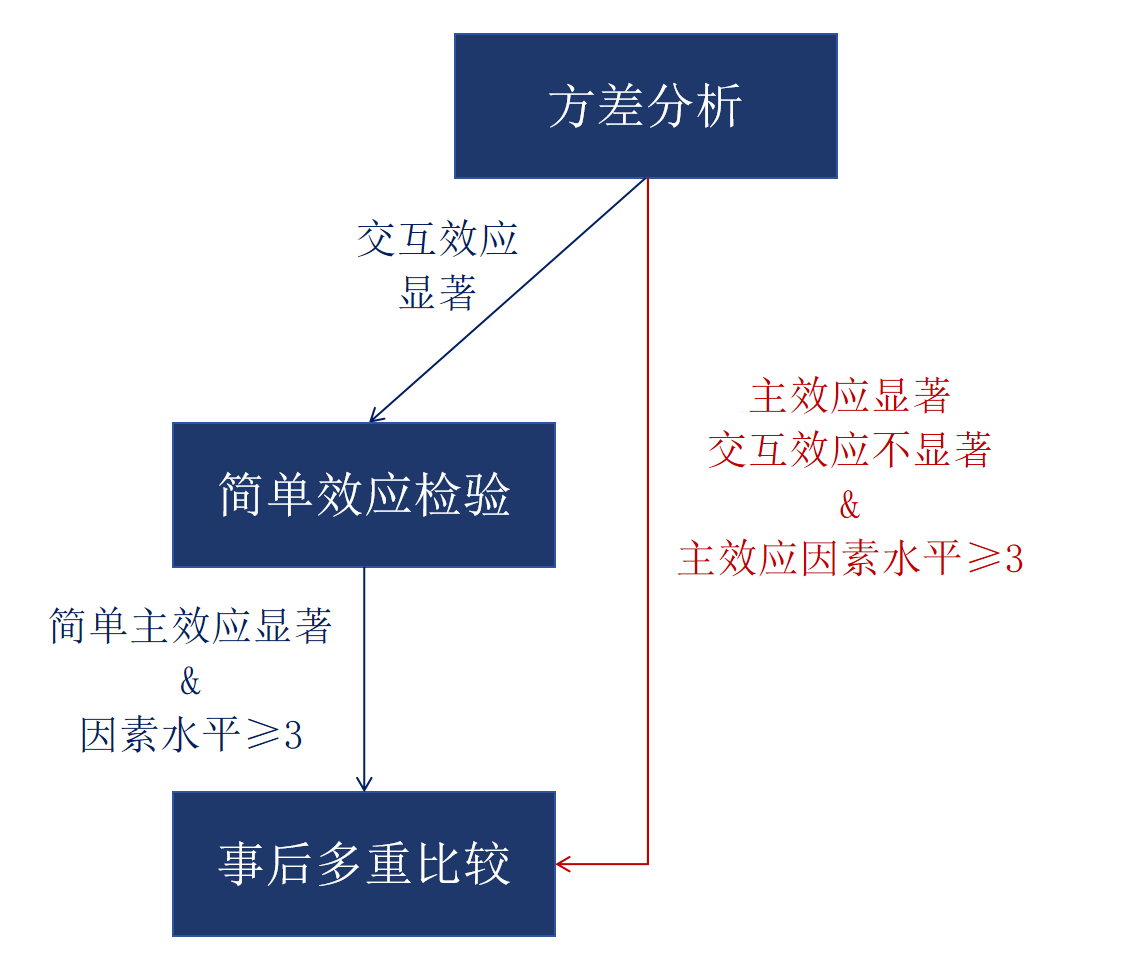 方差分析
交互效应
显著
主效应显著
交互效应不显著
&
主效应因素水平≥3
简单效应检验
简单主效应显著
&
因素水平≥3
事后多重比较